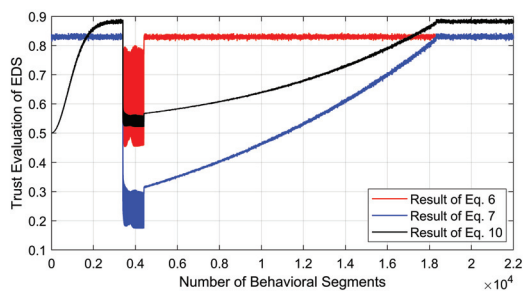 0.9
0.8
0.7
0.6
0.5
0.4
0.3
0.2
0.1
Trust Evaluation of EDS
Result of Eq. 6
Result of Eq. 7
Result of Eq. 10
0 0.2 0.4 0.6 0.8 1.0 1.2 1.4 1.6 1.8 2.0 2.2
Number of Behavioral Segments
×10⁴